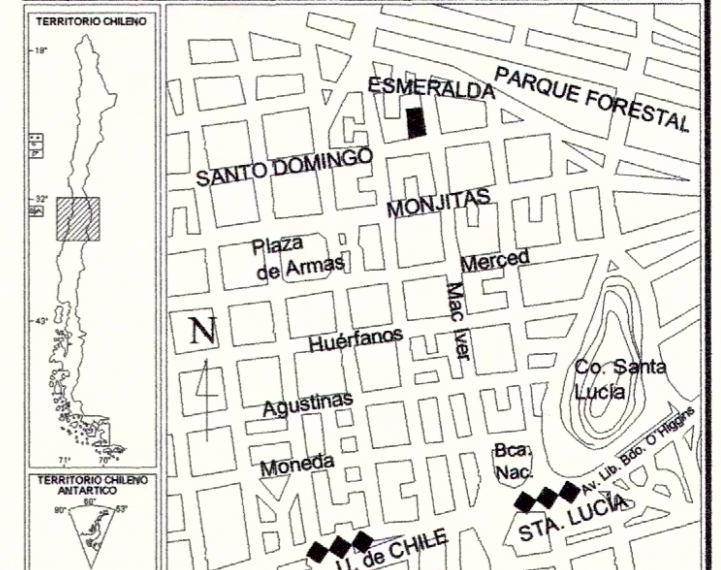 TERRITORIO CHILENO
18°
32°
43°
71° 70°
TERRITORIO CHILENO
ANTARTICO
90° 60° 53°
ESMERALDA
PARQUE FORESTAL
SANTO DOMINGO
MONJITAS
Plaza
de Armas
Merced
Mac Iver
N
Huérfanos
Co. Santa
Lucía
Agustinas
Moneda
Bca.
Nac.
Av. Lib. Bdo. O'Higgins
STA. LUCÍA
U. de CHILE